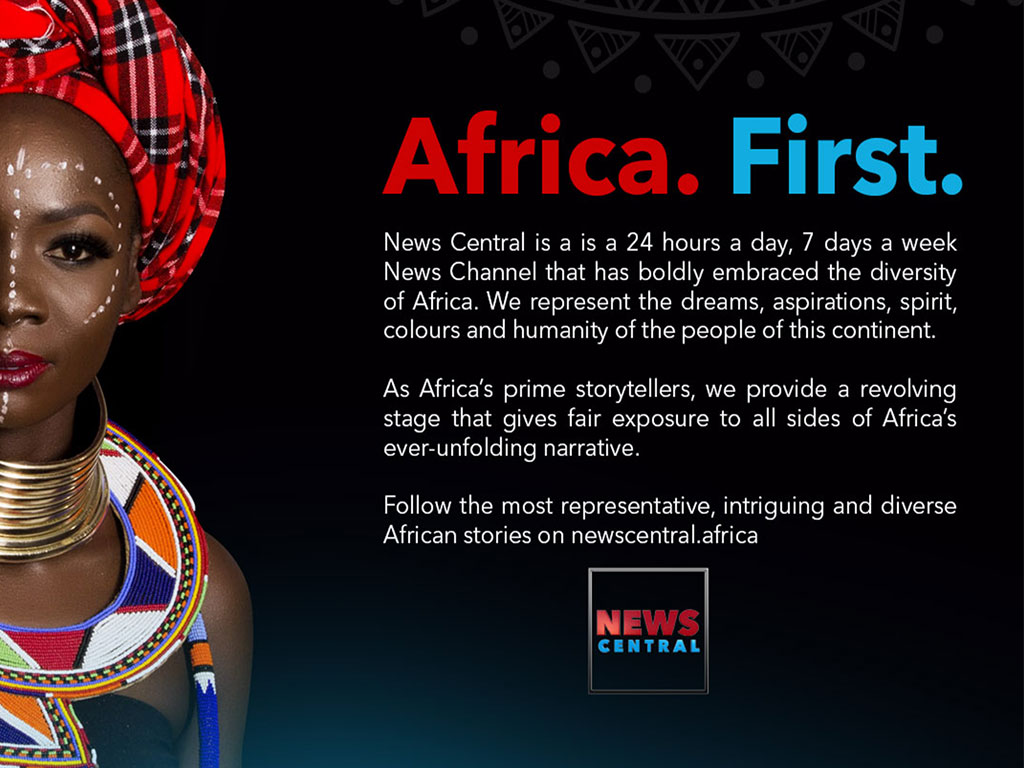 Africa. First.
News Central is a is a 24 hours a day, 7 days a week
News Channel that has boldly embraced the diversity
of Africa. We represent the dreams, aspirations, spirit,
colours and humanity of the people of this continent.
As Africa’s prime storytellers, we provide a revolving
stage that gives fair exposure to all sides of Africa’s
ever-unfolding narrative.
Follow the most representative, intriguing and diverse
African stories on newscentral.africa
NEWS
CENTRAL